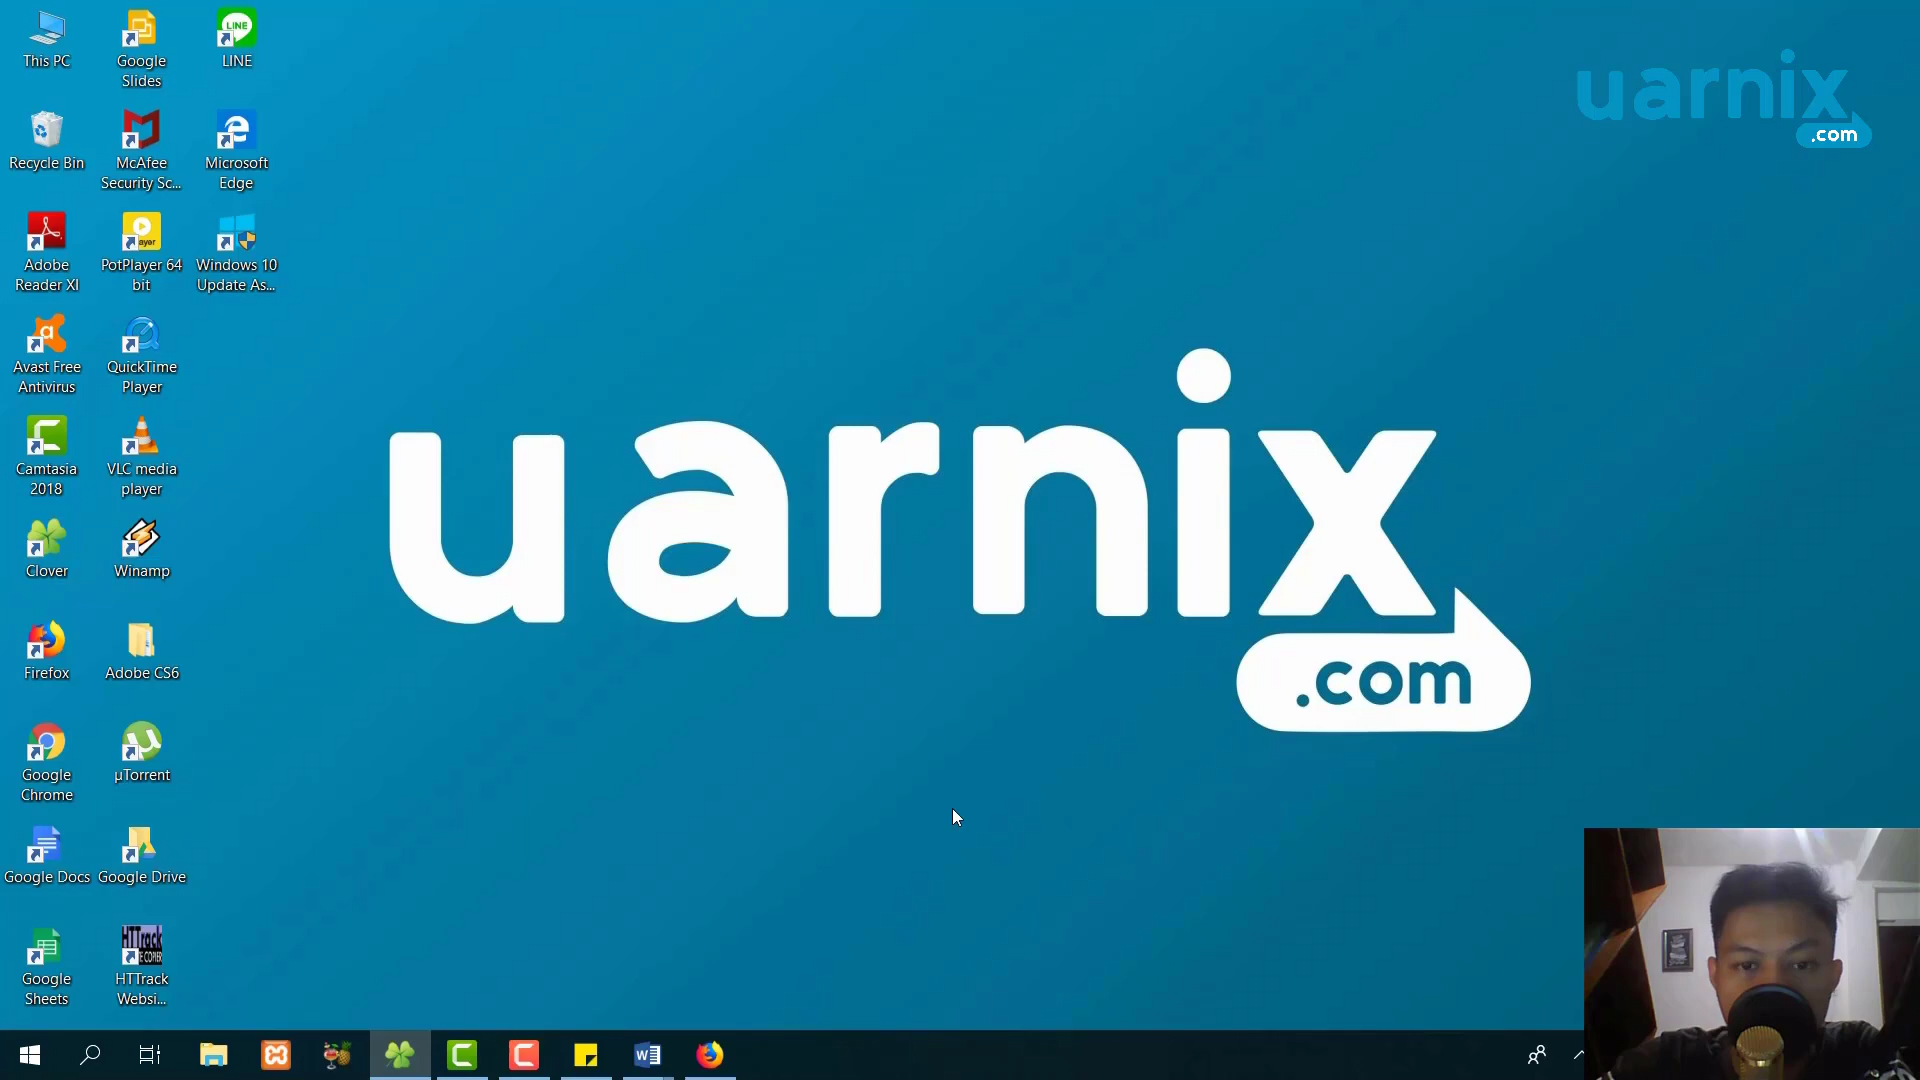 This PC
Google
Slides
LINE
uarnix
.com
Recycle Bin
McAfee
Security Sc...
Microsoft
Edge
Adobe
Reader XI
PotPlayer 64
bit
Windows 10
Update As...
Avast Free
Antivirus
QuickTime
Player
Camtasia
2018
VLC media
player
uarnix
.com
Clover
Winamp
Firefox
Adobe CS6
Google
Chrome
µTorrent
Google Docs
Google Drive
Google
Sheets
HTTrack
Websi...